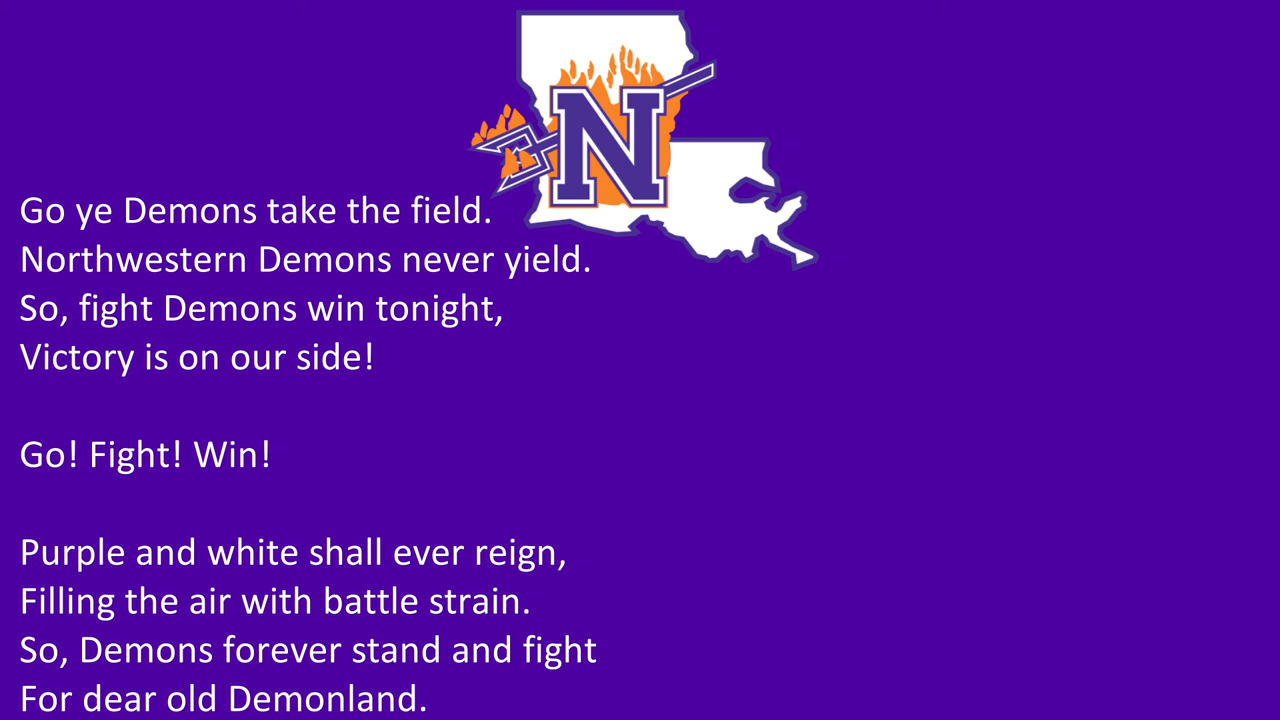 N
Go ye Demons take the field.
Northwestern Demons never yield.
So, fight Demons win tonight,
Victory is on our side!
Go! Fight! Win!
Purple and white shall ever reign,
Filling the air with battle strain.
So, Demons forever stand and fight
For dear old Demonland.